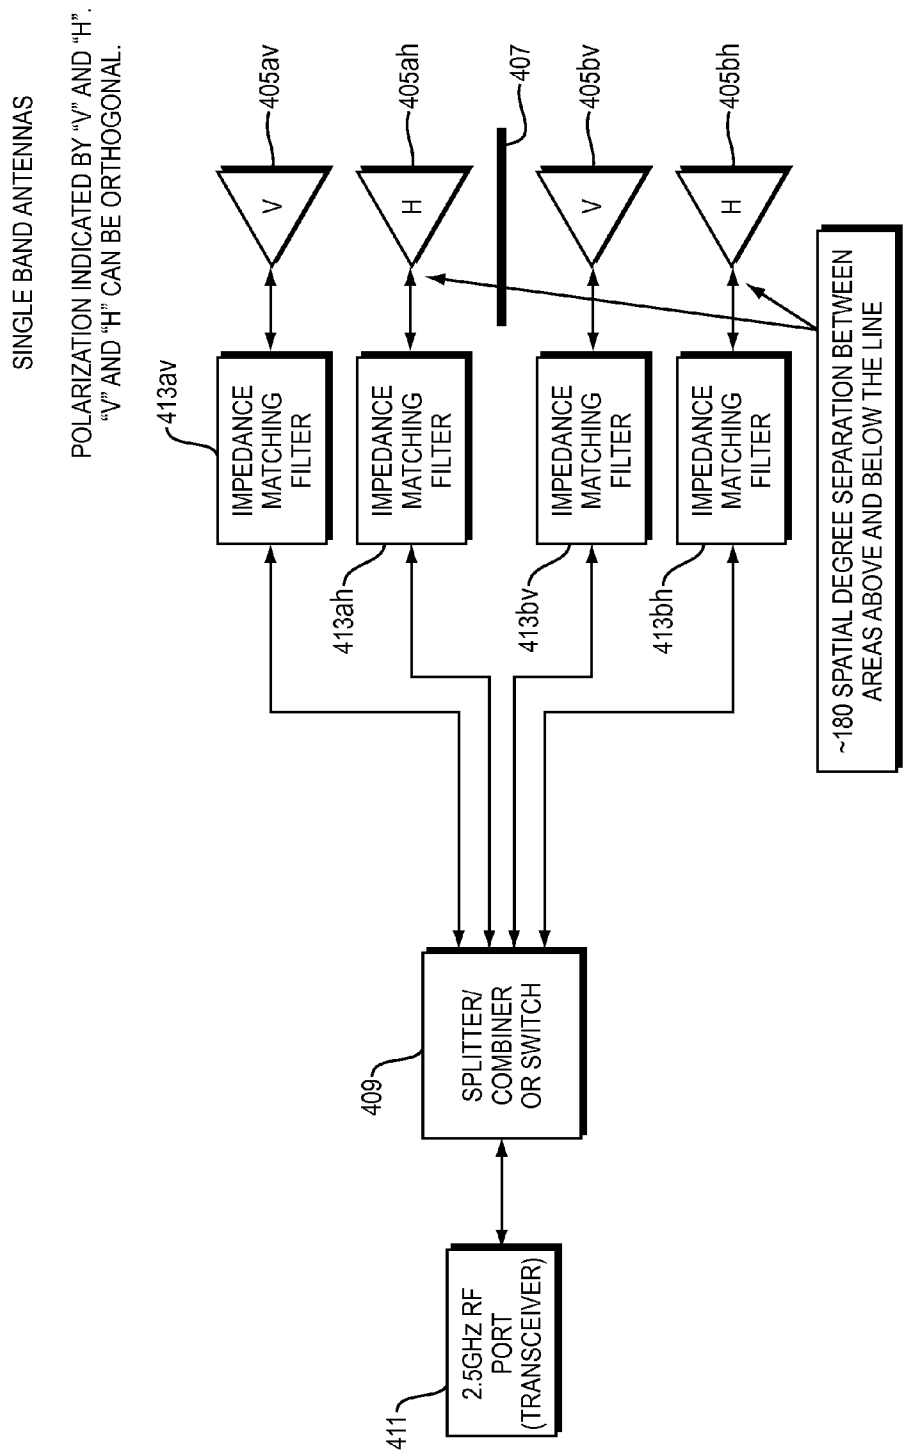 SINGLE BAND ANTENNAS
POLARIZATION INDICATED BY "V" AND "H".
"V" AND "H" CAN BE ORTHOGONAL.
413av
IMPEDANCE
MATCHING
FILTER
V
405av
413ah
IMPEDANCE
MATCHING
FILTER
H
405ah
407
411
2.5GHz RF
PORT
(TRANSCEIVER)
409
SPLITTER/
COMBINER
OR SWITCH
413bv
IMPEDANCE
MATCHING
FILTER
V
405bv
413bh
IMPEDANCE
MATCHING
FILTER
H
405bh
~180 SPATIAL DEGREE SEPARATION BETWEEN
AREAS ABOVE AND BELOW THE LINE